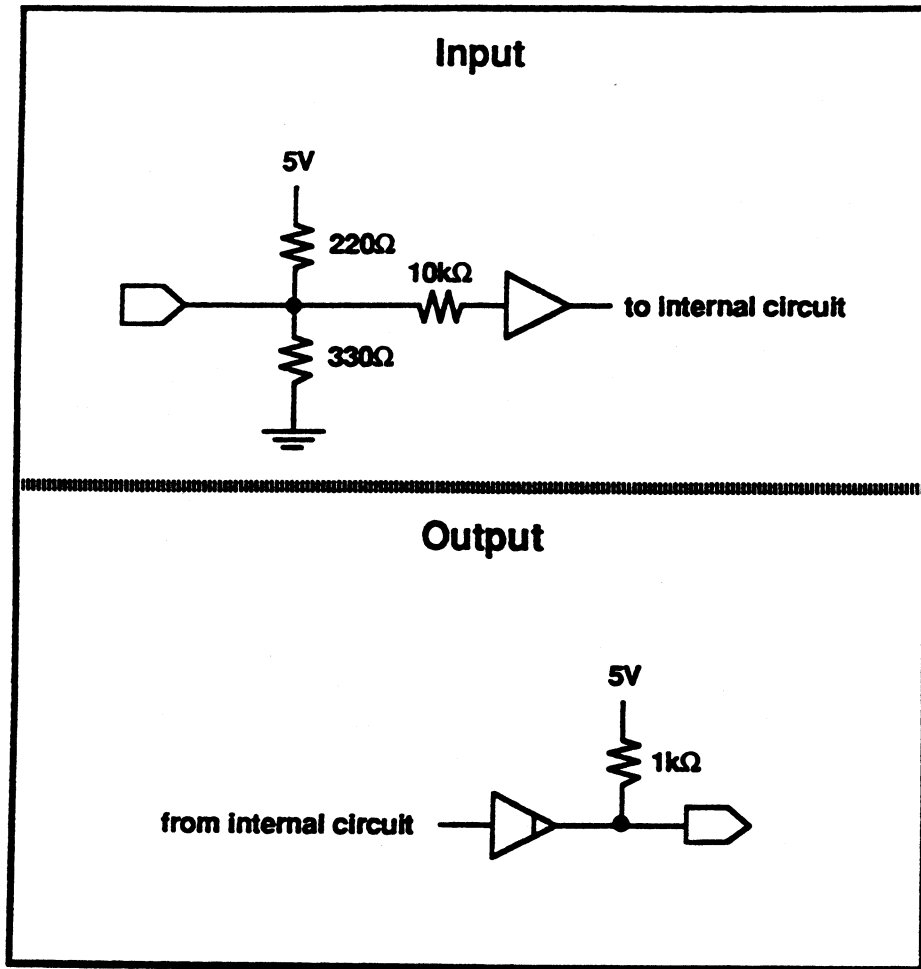 Input
5V
220Ω
10kΩ
to internal circuit
330Ω
Output
5V
1kΩ
from internal circuit